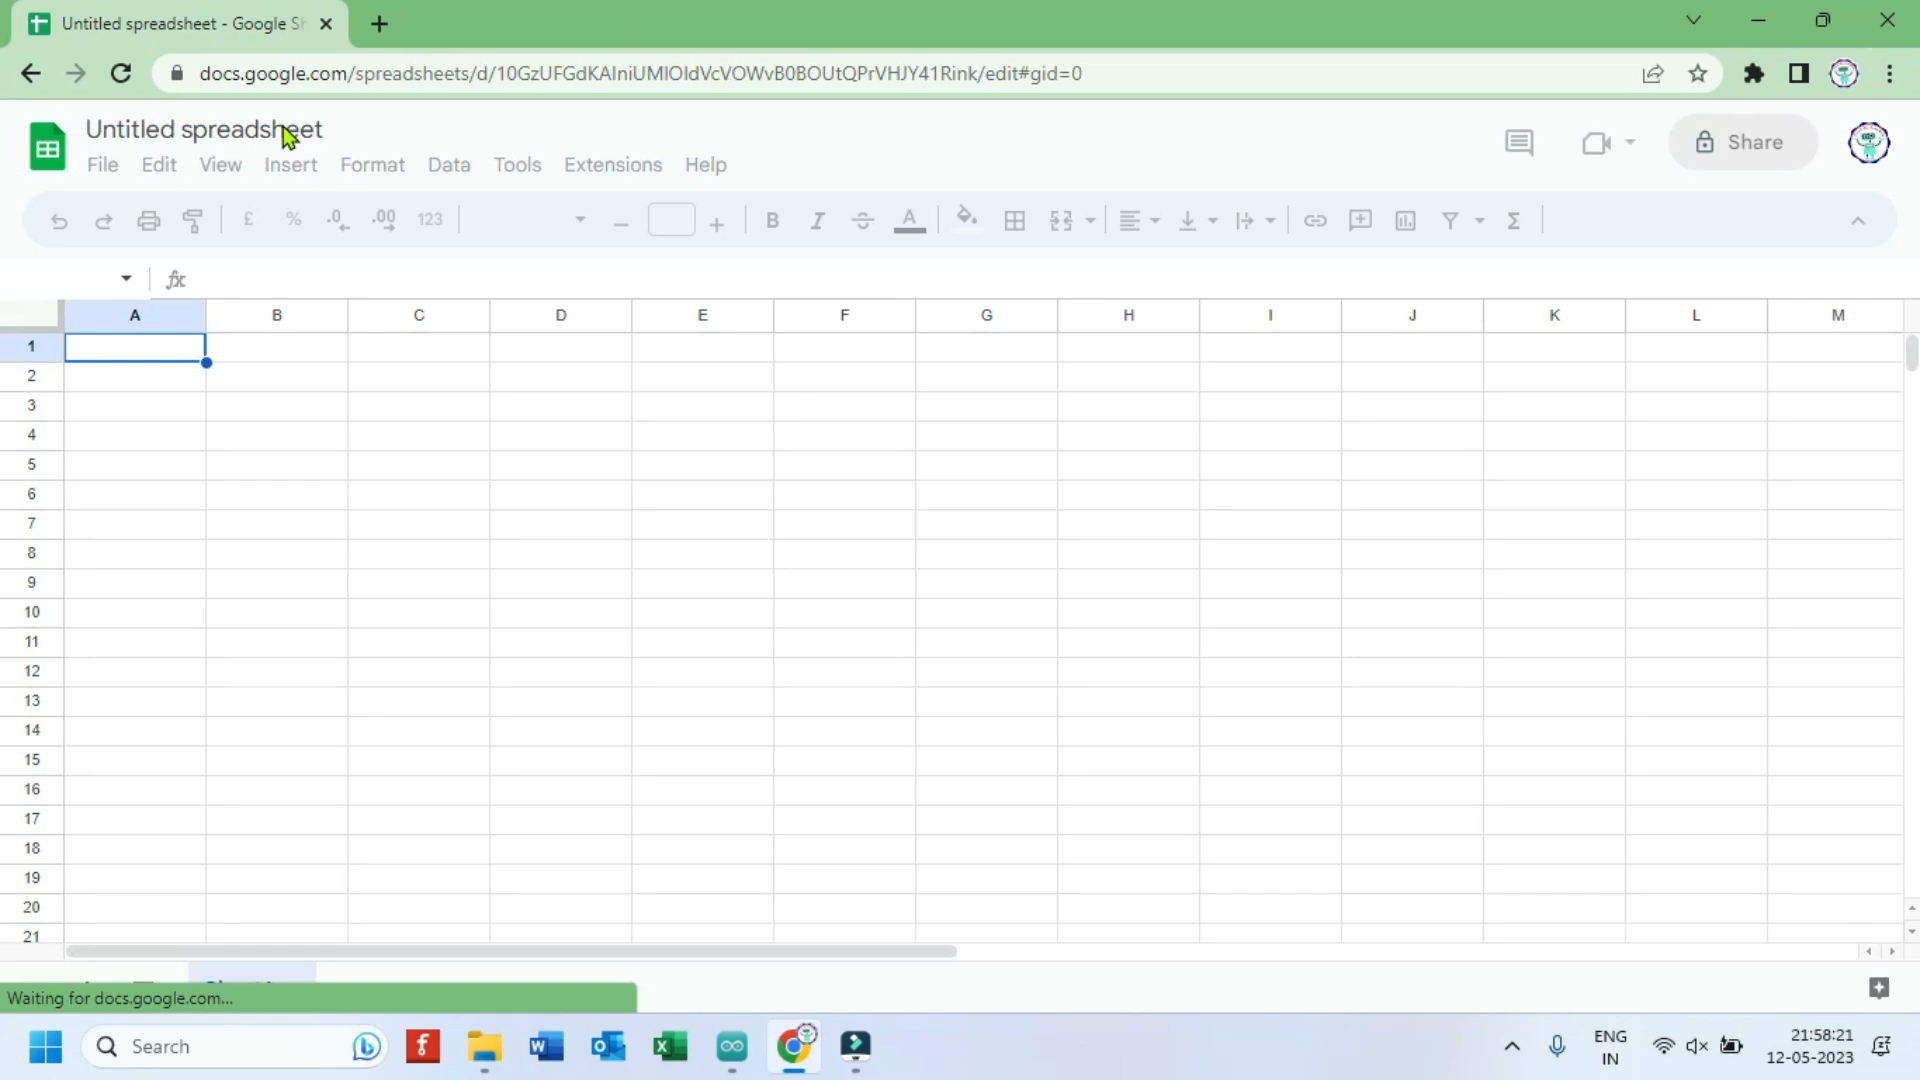 Untitled spreadsheet - Google Sh
docs.google.com/spreadsheets/d/10GzUFGdKAIniUMIOIdVcVOWvB0BOUtQPrVHJY41Rink/edit#gid=0
Untitled spreadsheet
File Edit View Insert Format Data Tools Extensions Help
Share
£ % .0 .00 123 B I A Σ
fx
A B C D E F G H I J K L M
1
2
3
4
5
6
7
8
9
10
11
12
13
14
15
16
17
18
19
20
21
Waiting for docs.google.com...
Search
ENG
IN
21:58:21
12-05-2023